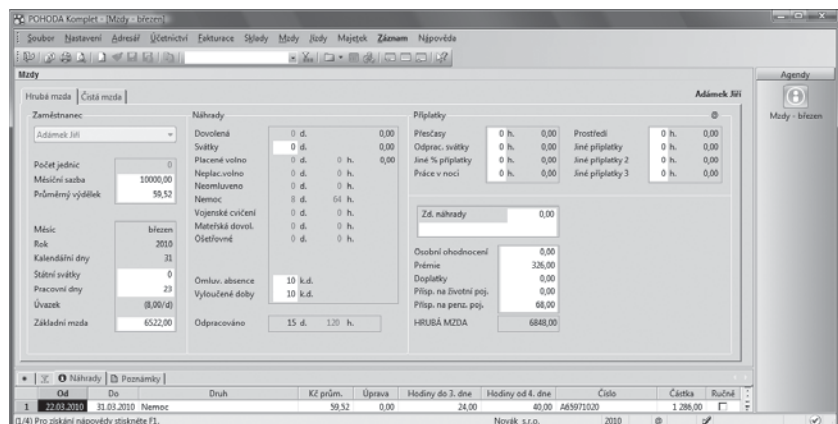 POHODA Komplet - [Mzdy - březen]
Soubor Nastavení Adresář Účetnictví Fakturace Sklady Mzdy Jízdy Majetek Záznam Nápověda
Mzdy
Agendy
Hrubá mzda Čistá mzda Adámek Jiří
Mzdy - březen
Zaměstnanec
Adámek Jiří
Počet jednic 0
Měsíční sazba 10000,00
Průměrný výdělek 59,52
Měsíc březen
Rok 2010
Kalendářní dny 31
Státní svátky 0
Pracovní dny 23
Úvazek (8,00/d)
Základní mzda 6522,00
Náhrady
Dovolená 0 d. 0,00
Svátky 0 d. 0,00
Placené volno 0 d. 0 h. 0,00
Neplac.volno 0 d. 0 h.
Neomluveno 0 d. 0 h.
Nemoc 8 d. 64 h.
Vojenské cvičení 0 d. 0 h.
Mateřská dovol. 0 d. 0 h.
Ošetřovné 0 d. 0 h.
Omluv. absence 10 k.d.
Vyloučené doby 10 k.d.
Odpracováno 15 d. 120 h.
Příplatky
Přesčasy 0 h. 0,00 Prostředí 0 h. 0,00
Odprac. svátky 0 h. 0,00 Jiné příplatky 0 h. 0,00
Jiné % příplatky 0 h. 0,00 Jiné příplatky 2 0 h. 0,00
Práce v noci 0 h. 0,00 Jiné příplatky 3 0 h. 0,00
Zd. náhrady 0,00
Osobní ohodnocení 0,00
Prémie 326,00
Doplatky 0,00
Přísp. na životní poj. 0,00
Přísp. na penz. poj. 68,00
HRUBÁ MZDA 6848,00
Náhrady Poznámky
Od Do Druh Kč prům. Úprava Hodiny do 3. dne Hodiny od 4. dne Číslo Částka Ručně
1 22.03.2010 31.03.2010 Nemoc 59,52 0,00 24,00 40,00 A65971020 1 286,00
(1/4) Pro získání nápovědy stiskněte F1. Novák s.r.o. 2010 @